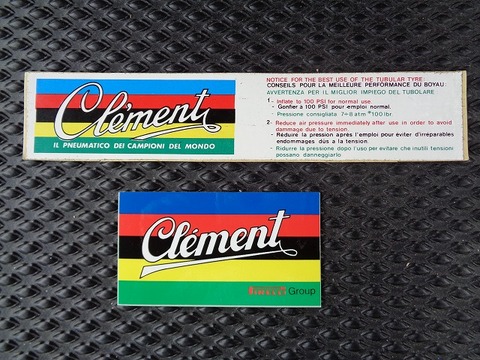 Clément
IL PNEUMATICO DEI CAMPIONI DEL MONDO
NOTICE FOR THE BEST USE OF THE TUBULAR TYRE:
CONSEILS POUR LA MEILLEURE PERFORMANCE DU BOYAU:
AVVERTENZA PER IL MIGLIOR IMPIEGO DEL TUBOLARE
1 - Inflate to 100 PSI for normal use
- Gonfler a 100 PSI pour emploi normal.
- Pressione consigliata 7÷8 atm = 100 lbr
2 - Reduce air pressure immediately after use in order to avoid
damage due to tension.
- Réduire la pression après l'emploi pour éviter d'irréparables
endommages dûs a la tension.
- Ridurre la pressione dopo l'uso per evitare che inutili tensioni
possano danneggiarlo
Clément
PIRELLI Group